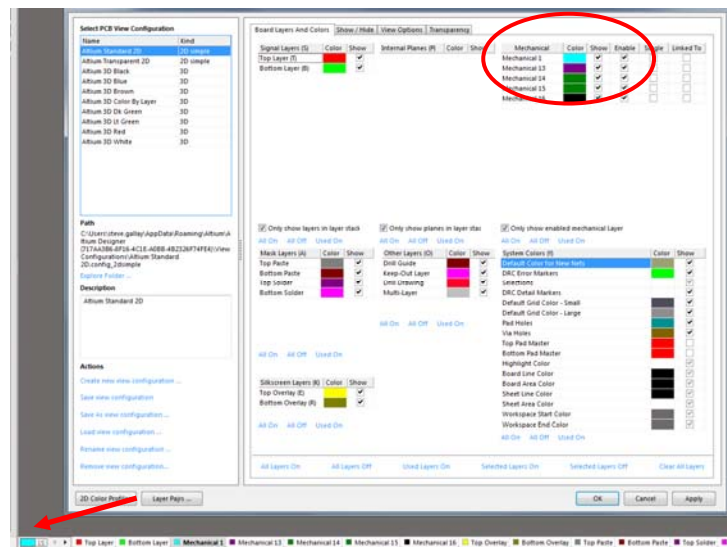 Select PCB View Configuration
Name Kind
Altium Standard 2D 2D simple
Altium Transparent 2D 2D simple
Altium 3D Black 3D
Altium 3D Blue 3D
Altium 3D Brown 3D
Altium 3D Color By Layer 3D
Altium 3D Dk Green 3D
Altium 3D Lt Green 3D
Altium 3D Red 3D
Altium 3D White 3D
Path
C:\Users\steve.gallay\AppData\Roaming\Altium\A
ltium Designer
Configurations\Altium Standard
2D.config_2dsimple
Explore Folder ...
Description
Altium Standard 2D
Actions
Create new view configuration ...
Save view configuration
Save As view configuration ...
Load view configuration ...
Rename view configuration ...
Remove view configuration...
Board Layers And Colors Show / Hide View Options Transparency
Signal Layers (S) Color Show Internal Planes (P) Color Show Mechanical Color Show Enable Linked To
Top Layer (T) Mechanical 1
Bottom Layer (B) Mechanical 13
Mechanical 14
Mechanical 15
Only show layers in layer stack Only show planes in layer stac Only show enabled mechanical Layer
All On All Off Used On All On All Off Used On All On All Off Used On
Mask Layers (A) Color Show Other Layers (O) Color Show System Colors (Y) Color Show
Top Paste Drill Guide Default Color for New Nets
Bottom Paste Keep-Out Layer DRC Error Markers
Top Solder Drill Drawing Selections
Bottom Solder Multi-Layer DRC Detail Markers
Default Grid Color - Small
Default Grid Color - Large
All On All Off Used On Pad Holes
Via Holes
Top Pad Master
All On All Off Used On Bottom Pad Master
Highlight Color
Silkscreen Layers (K) Color Show Board Line Color
Top Overlay (E) Board Area Color
Bottom Overlay (R) Sheet Line Color
Sheet Area Color
All On All Off Used On Workspace Start Color
Workspace End Color
All On All Off Used On
All Layers On All Layers Off Used Layers On Selected Layers On Selected Layers Off Clear All Layers
2D Color Profiles Layer Pairs ... OK Cancel Apply
Top Layer Bottom Layer Mechanical 1 Mechanical 13 Mechanical 14 Mechanical 15 Mechanical 16 Top Overlay Bottom Overlay Top Paste Bottom Paste Top Solder